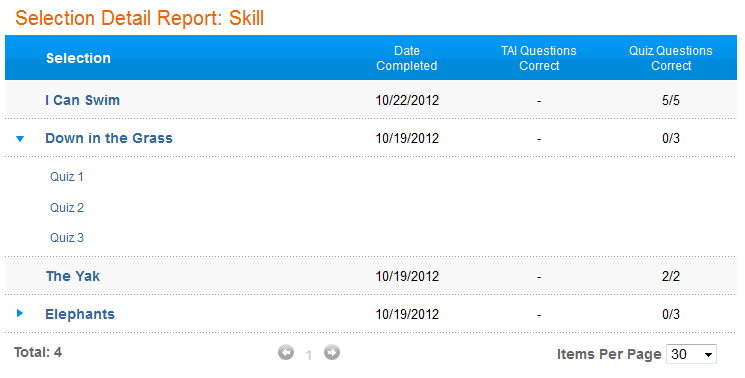 Selection Detail Report: Skill
Selection Date Completed TAI Questions Correct Quiz Questions Correct
I Can Swim 10/22/2012 - 5/5
Down in the Grass 10/19/2012 - 0/3
Quiz 1
Quiz 2
Quiz 3
The Yak 10/19/2012 - 2/2
Elephants 10/19/2012 - 0/3
Total: 4 1 Items Per Page 30